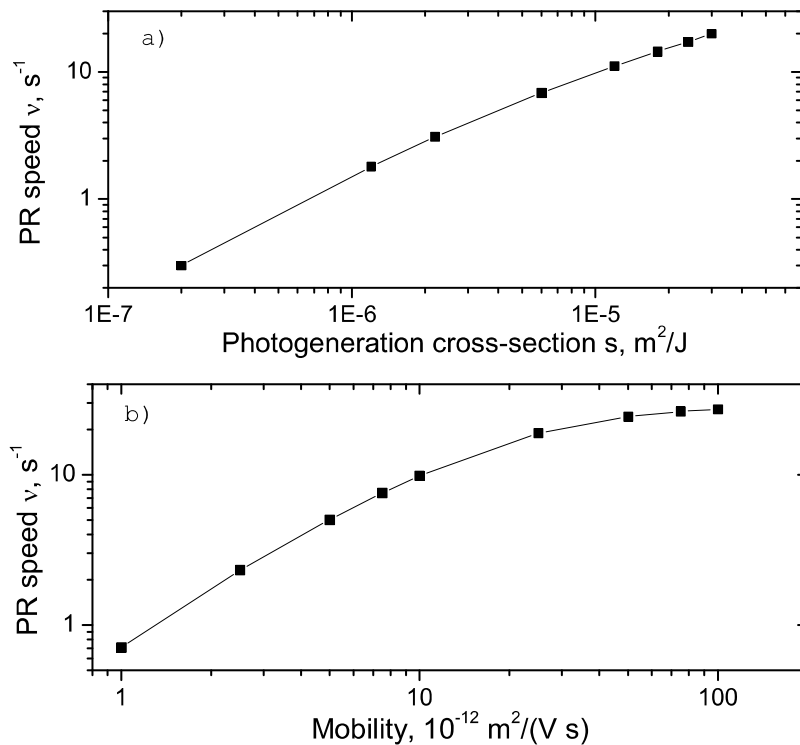 a)
PR speed ν, s⁻¹
10
1
1E-7 1E-6 1E-5
Photogeneration cross-section s, m²/J
b)
PR speed ν, s⁻¹
10
1
1 10 100
Mobility, 10⁻¹² m²/(V s)